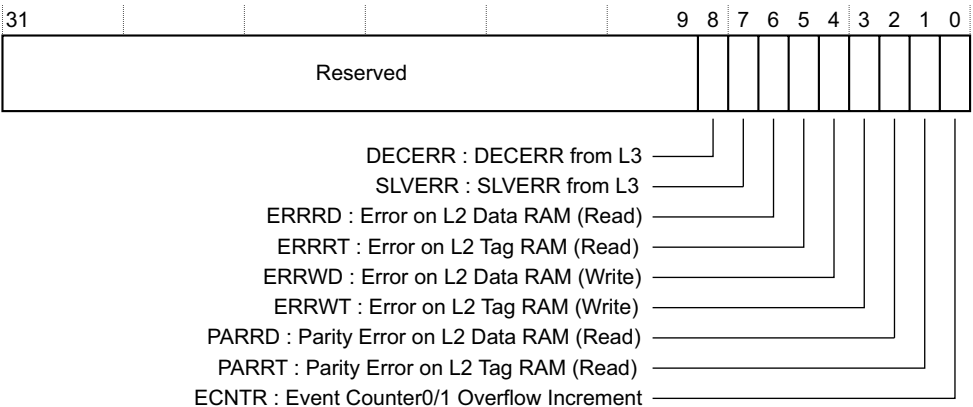 31 9 8 7 6 5 4 3 2 1 0
Reserved
DECERR : DECERR from L3
SLVERR : SLVERR from L3
ERRRD : Error on L2 Data RAM (Read)
ERRRT : Error on L2 Tag RAM (Read)
ERRWD : Error on L2 Data RAM (Write)
ERRWT : Error on L2 Tag RAM (Write)
PARRD : Parity Error on L2 Data RAM (Read)
PARRT : Parity Error on L2 Tag RAM (Read)
ECNTR : Event Counter0/1 Overflow Increment